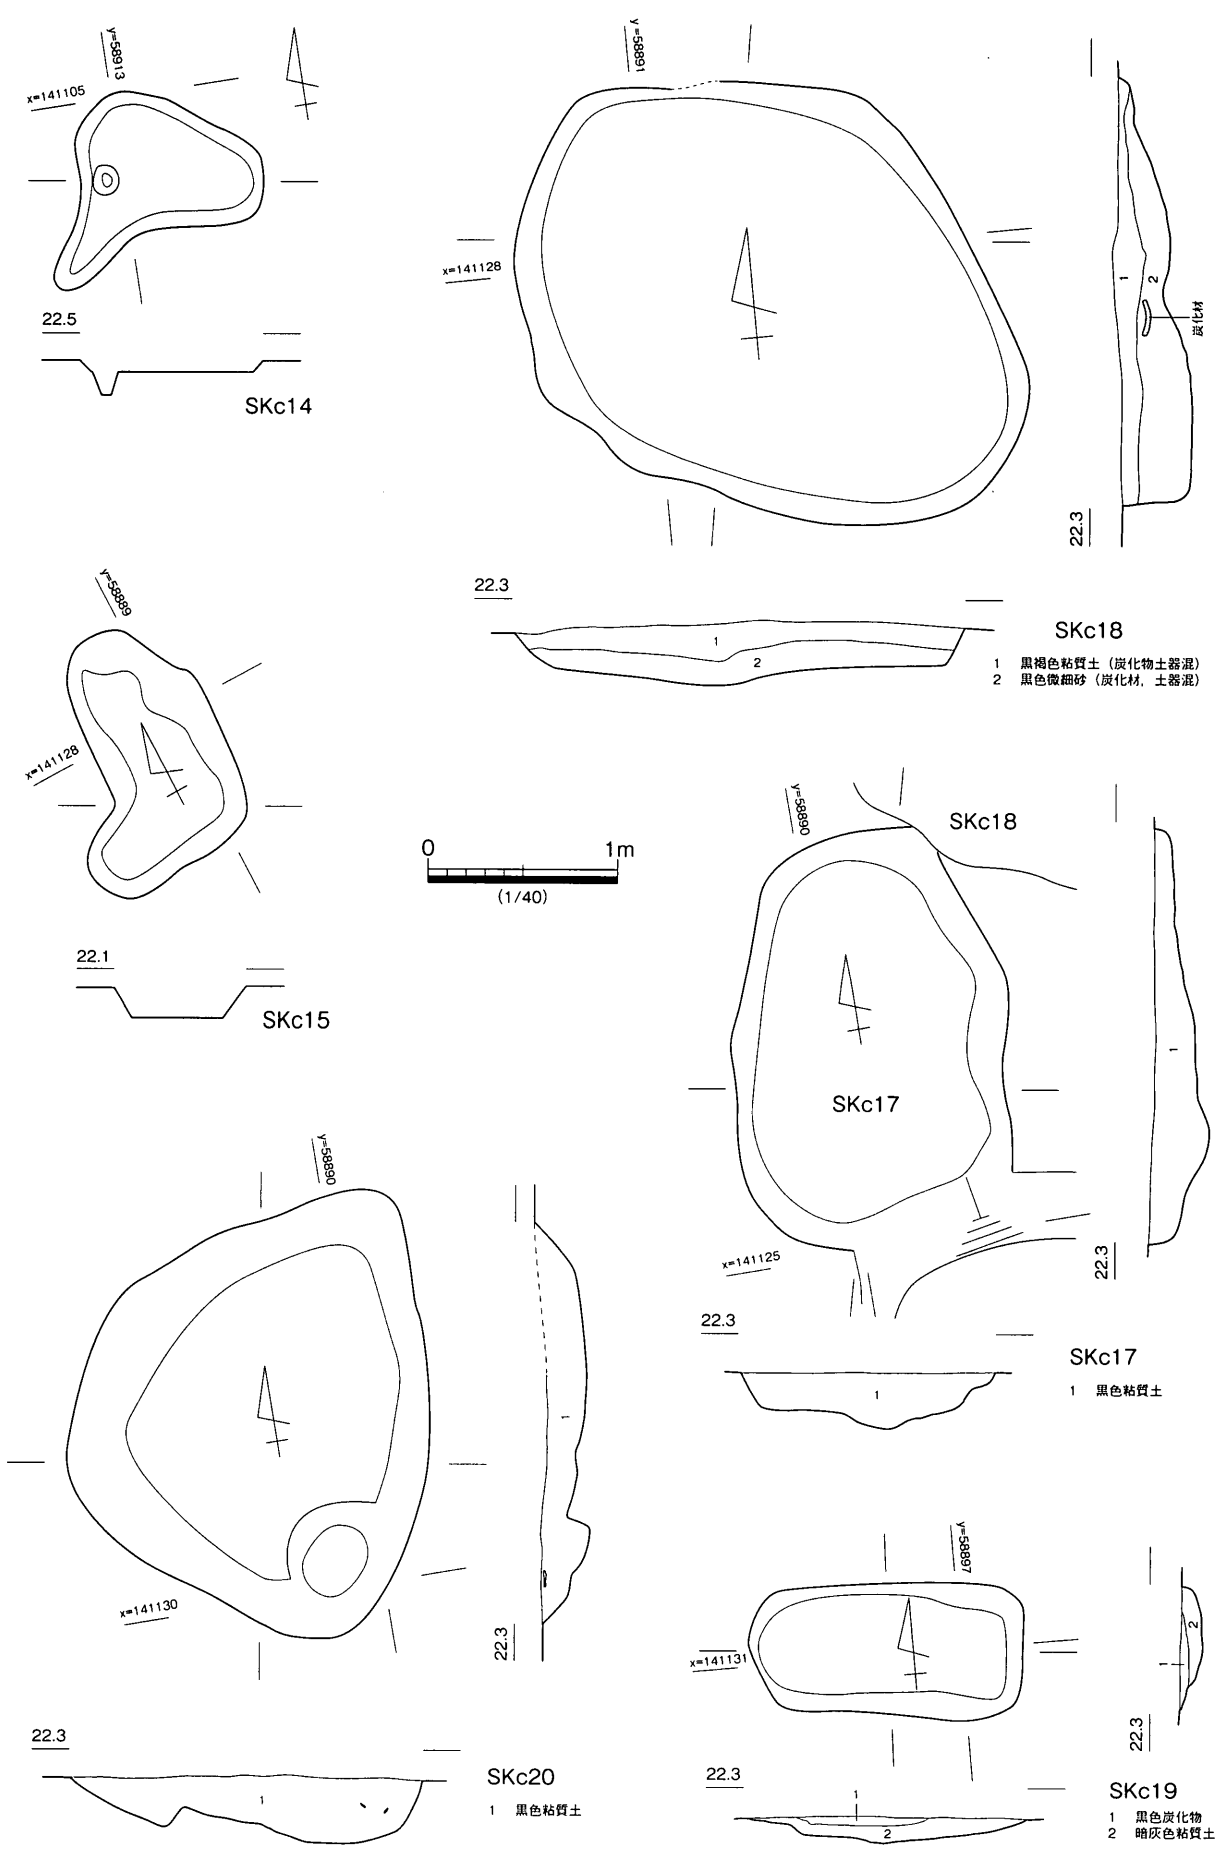 y=58913
x=141105
22.5
SKc14
y=58891
x=141128
1
2
炭化材
22.3
22.3
1
2
SKc18
1 黒褐色粘質土（炭化物土器混）
2 黒色微細砂（炭化材，土器混）
y=58889
x=141128
22.1
SKc15
0 1m
(1/40)
y=58890
SKc18
SKc17
x=141125
1
22.3
22.3
1
SKc17
1 黒色粘質土
y=58890
x=141130
1
22.3
22.3
1
SKc20
1 黒色粘質土
y=58897
x=141131
1
2
22.3
22.3
1
2
SKc19
1 黒色炭化物
2 暗灰色粘質土